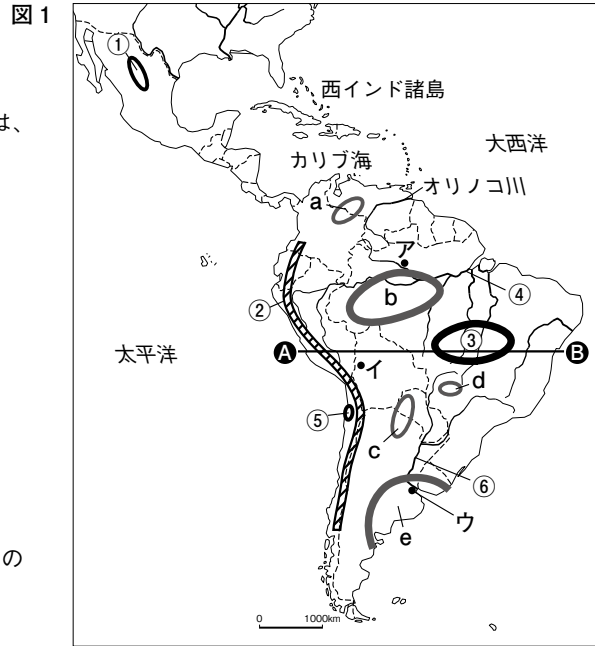 図1
①
は、
西インド諸島
大西洋
カリブ海
オリノコ川
a
ア
b
②
④
③
太平洋
A
B
イ
d
⑤
c
⑥
ウ
e
の
0 1000km